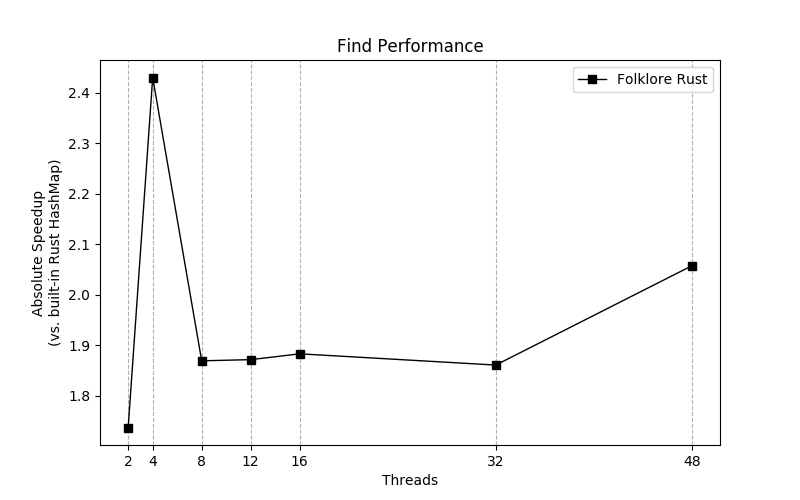 Find Performance
Folklore Rust
Absolute Speedup
(vs. built-in Rust HashMap)
2.4
2.3
2.2
2.1
2.0
1.9
1.8
2 4 8 12 16 32 48
Threads